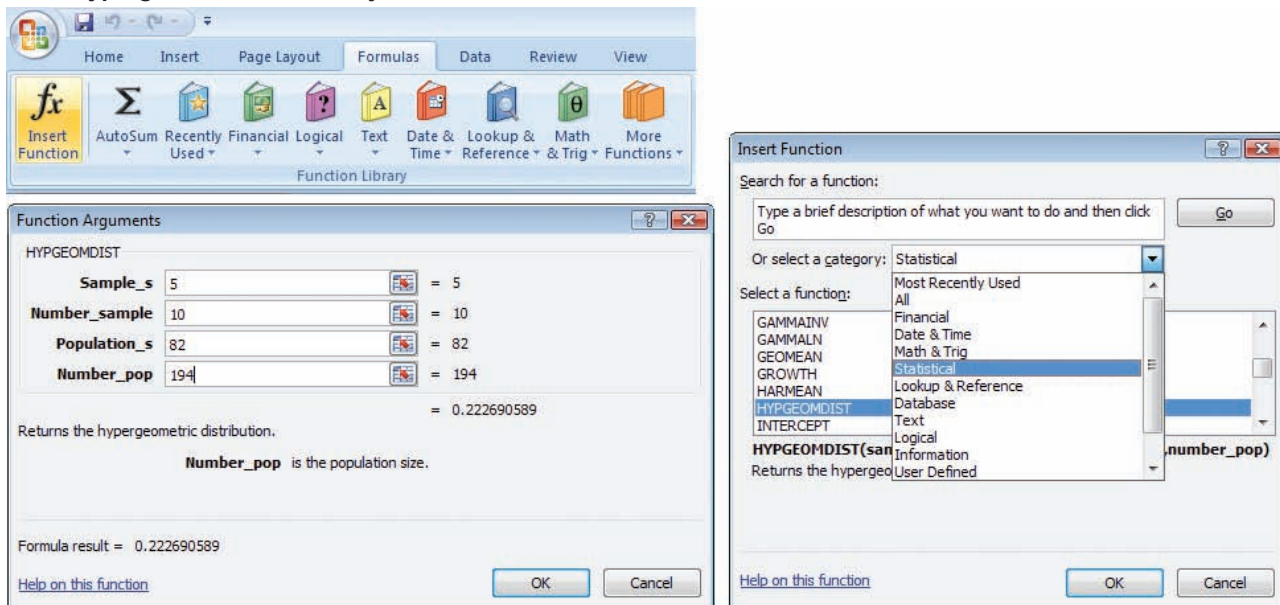 Home Insert Page Layout Formulas Data Review View
fx Insert Function
Σ AutoSum
Recently Used
Financial
? Logical
A Text
Date & Time
Lookup & Reference
θ Math & Trig
More Functions
Function Library
Function Arguments
HYPGEOMDIST
Sample_s 5 = 5
Number_sample 10 = 10
Population_s 82 = 82
Number_pop 194 = 194
= 0.222690589
Returns the hypergeometric distribution.
Number_pop is the population size.
Formula result = 0.222690589
Help on this function OK Cancel
Insert Function
Search for a function:
Type a brief description of what you want to do and then click Go
Go
Or select a category: Statistical
Most Recently Used
All
Financial
Date & Time
Math & Trig
Statistical
Lookup & Reference
Database
Text
Logical
Information
User Defined
Select a function:
GAMMAINV
GAMMALN
GEOMEAN
GROWTH
HARMEAN
HYPGEOMDIST
INTERCEPT
HYPGEOMDIST(sam ,number_pop)
Returns the hypergeo
Help on this function OK Cancel